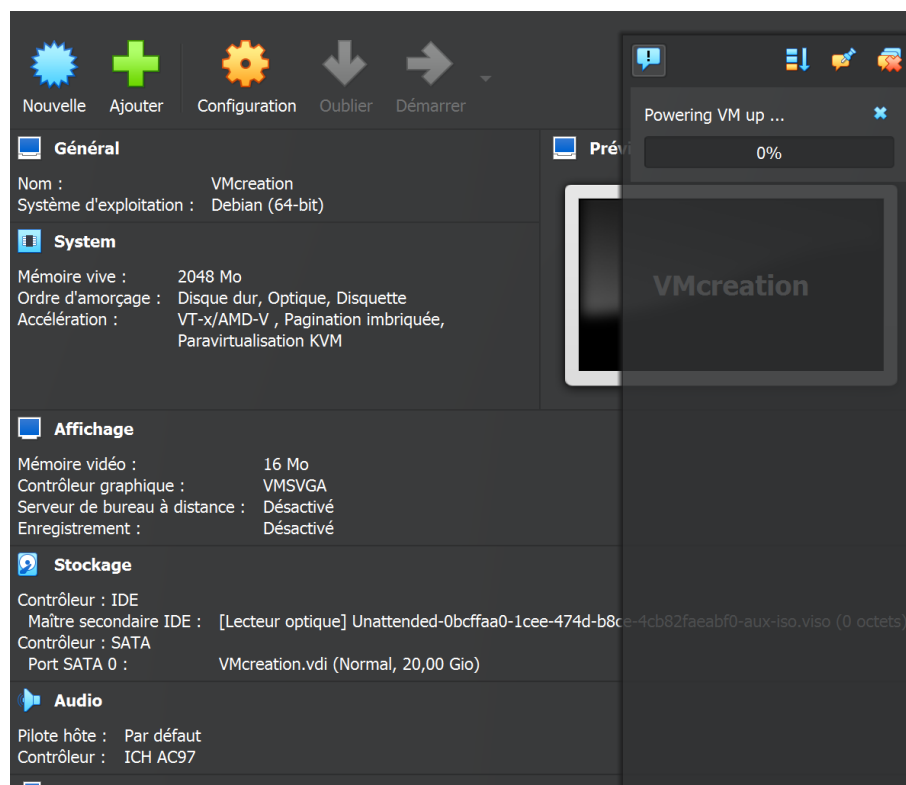 Nouvelle Ajouter Configuration Oublier Démarrer
Powering VM up ...
0%
Général
Nom : VMcreation
Système d'exploitation : Debian (64-bit)
System
Mémoire vive : 2048 Mo
Ordre d'amorçage : Disque dur, Optique, Disquette
Accélération : VT-x/AMD-V , Pagination imbriquée,
Paravirtualisation KVM
Prévi
VMcreation
Affichage
Mémoire vidéo : 16 Mo
Contrôleur graphique : VMSVGA
Serveur de bureau à distance : Désactivé
Enregistrement : Désactivé
Stockage
Contrôleur : IDE
Maître secondaire IDE : [Lecteur optique] Unattended-0bcffaa0-1cee-474d-b8ce-4cb82faeabf0-aux-iso.viso (0 octets)
Contrôleur : SATA
Port SATA 0 : VMcreation.vdi (Normal, 20,00 Gio)
Audio
Pilote hôte : Par défaut
Contrôleur : ICH AC97